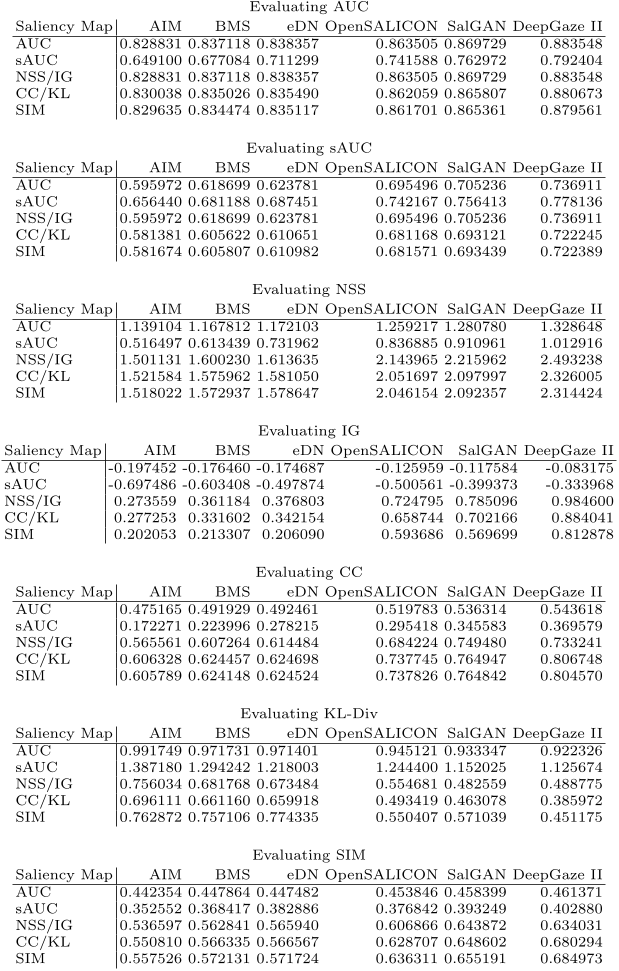 Evaluating AUC
Saliency Map AIM BMS eDN OpenSALICON SalGAN DeepGaze II
AUC 0.828831 0.837118 0.838357 0.863505 0.869729 0.883548
sAUC 0.649100 0.677084 0.711299 0.741588 0.762972 0.792404
NSS/IG 0.828831 0.837118 0.838357 0.863505 0.869729 0.883548
CC/KL 0.830038 0.835026 0.835490 0.862059 0.865807 0.880673
SIM 0.829635 0.834474 0.835117 0.861701 0.865361 0.879561
Evaluating sAUC
Saliency Map AIM BMS eDN OpenSALICON SalGAN DeepGaze II
AUC 0.595972 0.618699 0.623781 0.695496 0.705236 0.736911
sAUC 0.656440 0.681188 0.687451 0.742167 0.756413 0.778136
NSS/IG 0.595972 0.618699 0.623781 0.695496 0.705236 0.736911
CC/KL 0.581381 0.605622 0.610651 0.681168 0.693121 0.722245
SIM 0.581674 0.605807 0.610982 0.681571 0.693439 0.722389
Evaluating NSS
Saliency Map AIM BMS eDN OpenSALICON SalGAN DeepGaze II
AUC 1.139104 1.167812 1.172103 1.259217 1.280780 1.328648
sAUC 0.516497 0.613439 0.731962 0.836885 0.910961 1.012916
NSS/IG 1.501131 1.600230 1.613635 2.143965 2.215962 2.493238
CC/KL 1.521584 1.575962 1.581050 2.051697 2.097997 2.326005
SIM 1.518022 1.572937 1.578647 2.046154 2.092357 2.314424
Evaluating IG
Saliency Map AIM BMS eDN OpenSALICON SalGAN DeepGaze II
AUC -0.197452 -0.176460 -0.174687 -0.125959 -0.117584 -0.083175
sAUC -0.697486 -0.603408 -0.497874 -0.500561 -0.399373 -0.333968
NSS/IG 0.273559 0.361184 0.376803 0.724795 0.785096 0.984600
CC/KL 0.277253 0.331602 0.342154 0.658744 0.702166 0.884041
SIM 0.202053 0.213307 0.206090 0.593686 0.569699 0.812878
Evaluating CC
Saliency Map AIM BMS eDN OpenSALICON SalGAN DeepGaze II
AUC 0.475165 0.491929 0.492461 0.519783 0.536314 0.543618
sAUC 0.172271 0.223996 0.278215 0.295418 0.345583 0.369579
NSS/IG 0.565561 0.607264 0.614484 0.684224 0.749480 0.733241
CC/KL 0.606328 0.624457 0.624698 0.737745 0.764947 0.806748
SIM 0.605789 0.624148 0.624524 0.737826 0.764842 0.804570
Evaluating KL-Div
Saliency Map AIM BMS eDN OpenSALICON SalGAN DeepGaze II
AUC 0.991749 0.971731 0.971401 0.945121 0.933347 0.922326
sAUC 1.387180 1.294242 1.218003 1.244400 1.152025 1.125674
NSS/IG 0.756034 0.681768 0.673484 0.554681 0.482559 0.488775
CC/KL 0.696111 0.661160 0.659918 0.493419 0.463078 0.385972
SIM 0.762872 0.757106 0.774335 0.550407 0.571039 0.451175
Evaluating SIM
Saliency Map AIM BMS eDN OpenSALICON SalGAN DeepGaze II
AUC 0.442354 0.447864 0.447482 0.453846 0.458399 0.461371
sAUC 0.352552 0.368417 0.382886 0.376842 0.393249 0.402880
NSS/IG 0.536597 0.562841 0.565940 0.606866 0.643872 0.634031
CC/KL 0.550810 0.566335 0.566567 0.628707 0.648602 0.680294
SIM 0.557526 0.572131 0.571724 0.636311 0.655191 0.684973